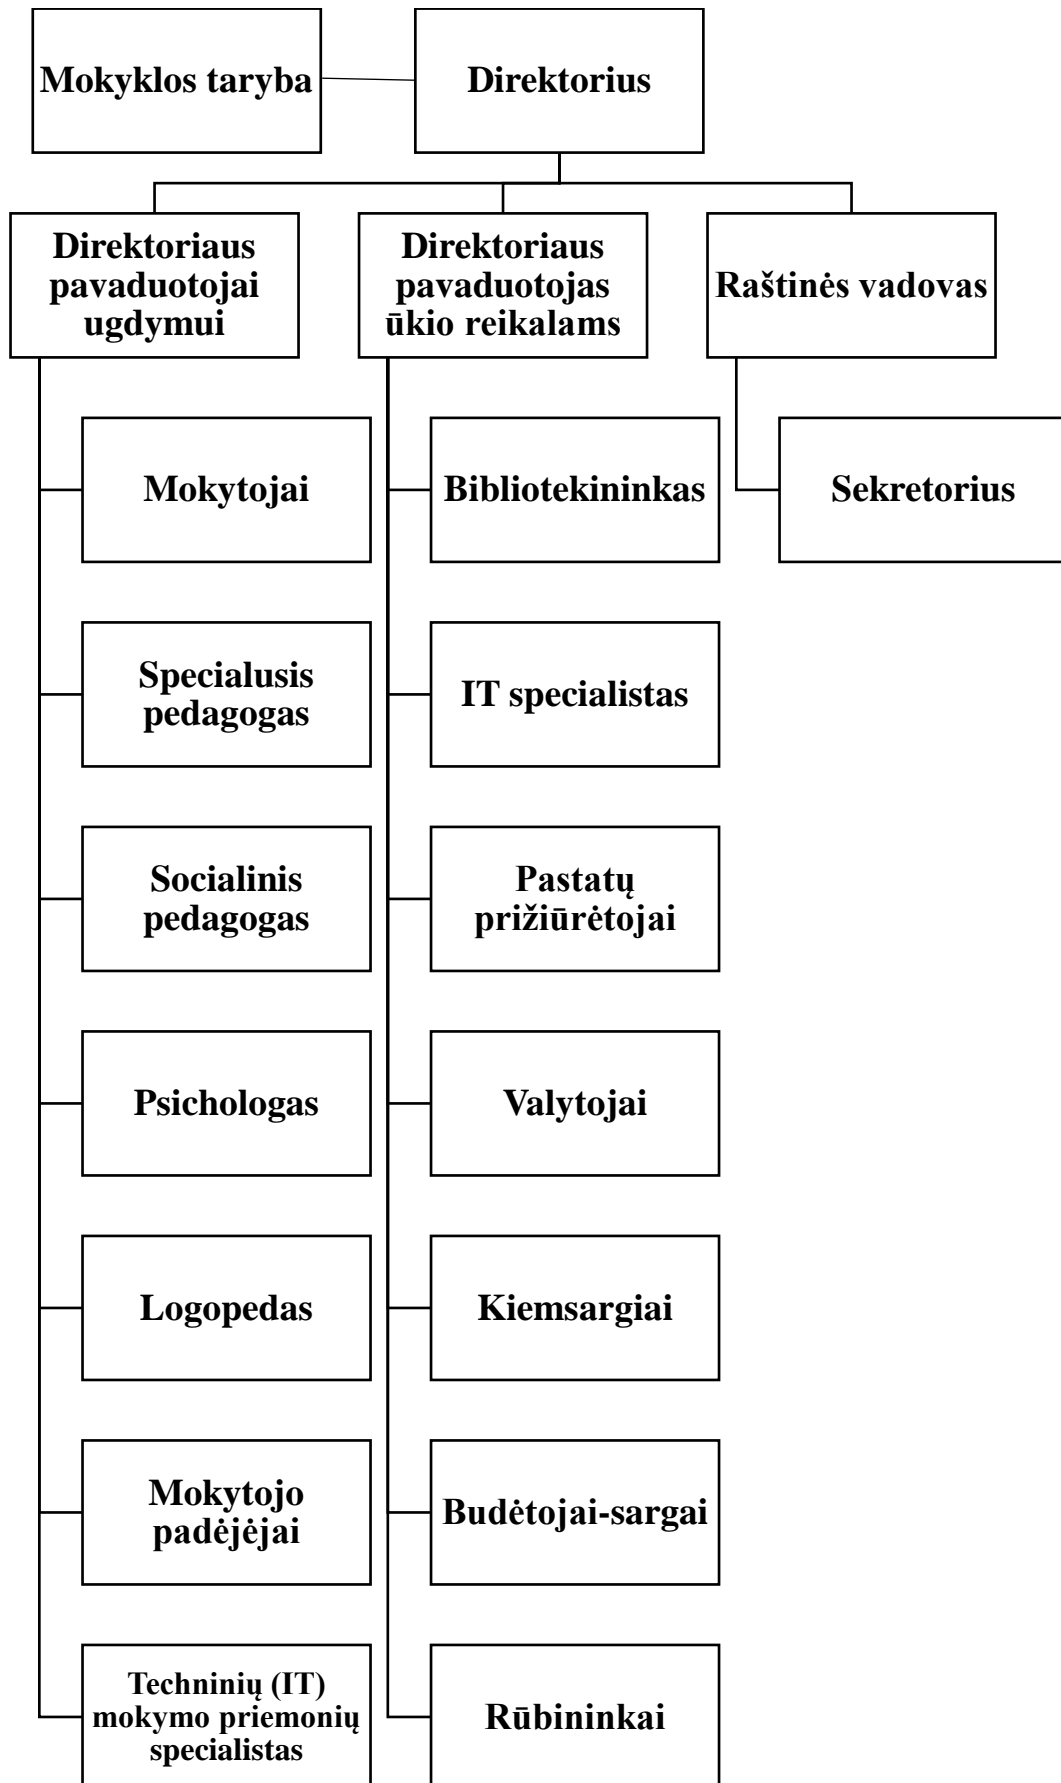 Mokyklos taryba
Direktorius
Direktoriaus
pavaduotojai
ugdymui
Direktoriaus
pavaduotojas
ūkio reikalams
Raštinės vadovas
Mokytojai
Bibliotekininkas
Sekretorius
Specialusis
pedagogas
IT specialistas
Socialinis
pedagogas
Pastatų
prižiūrėtojai
Psichologas
Valytojai
Logopedas
Kiemsargiai
Mokytojo
padėjėjai
Budėtojai-sargai
Techninių (IT)
mokymo priemonių
specialistas
Rūbininkai